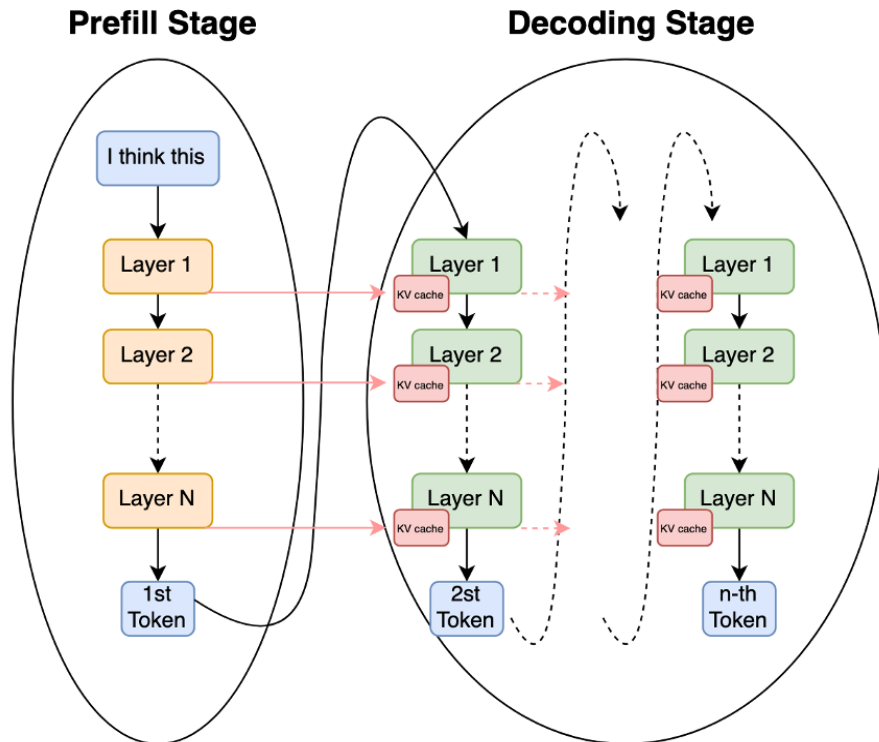 Prefill Stage
Decoding Stage
I think this
Layer 1
Layer 2
Layer N
1st
Token
Layer 1
KV cache
Layer 2
KV cache
Layer N
KV cache
2st
Token
Layer 1
KV cache
Layer 2
KV cache
Layer N
KV cache
n-th
Token